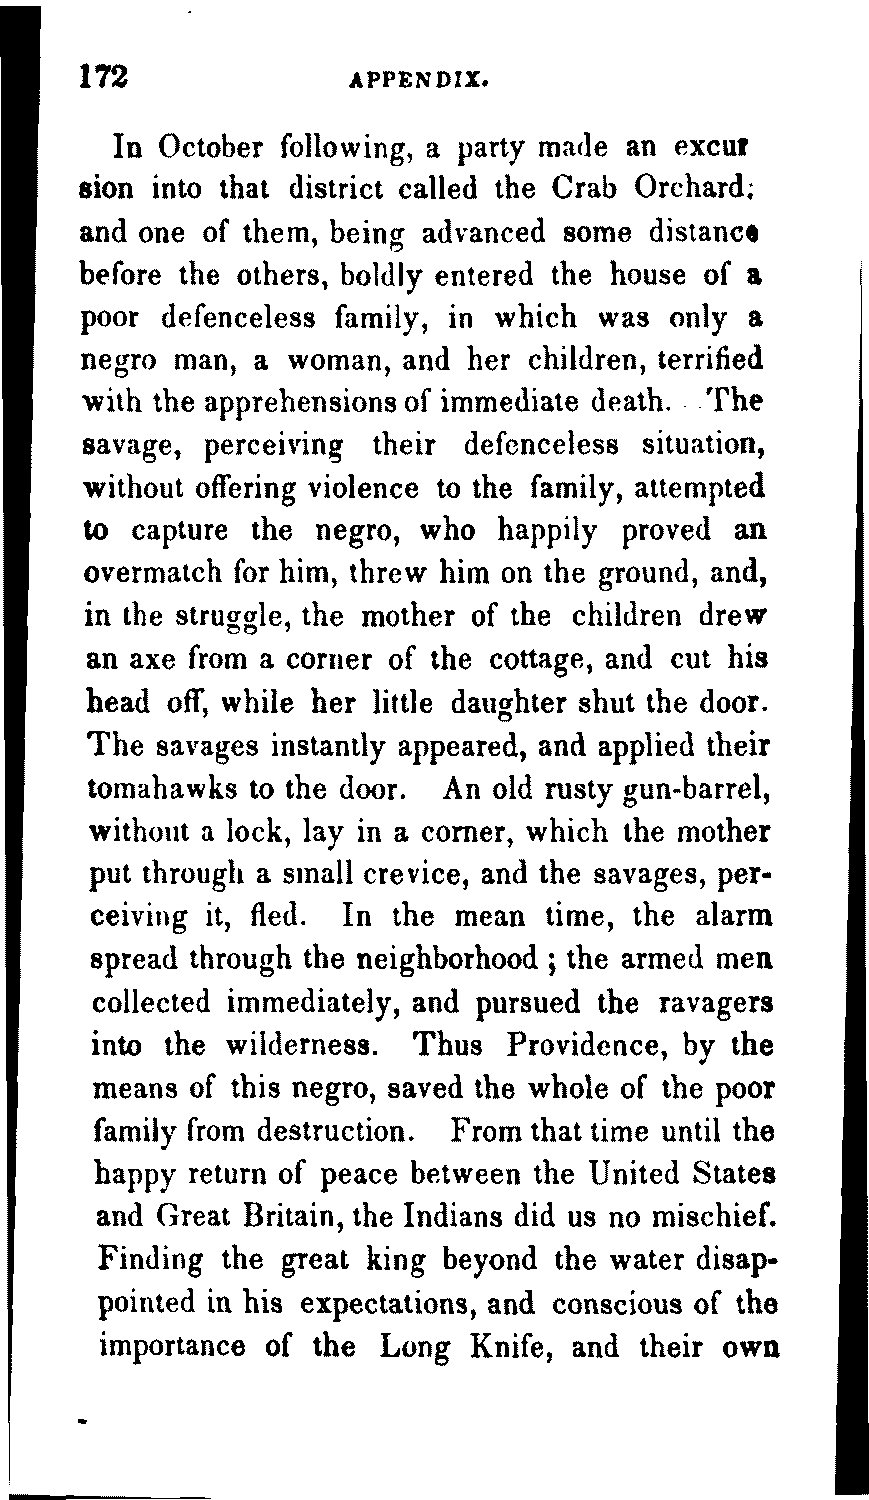 172 APPENDIX.
In October following, a party made an excur
sion into that district called the Crab Orchard;
and one of them, being advanced some distance
before the others, boldly entered the house of a
poor defenceless family, in which was only a
negro man, a woman, and her children, terrified
with the apprehensions of immediate death. The
savage, perceiving their defenceless situation,
without offering violence to the family, attempted
to capture the negro, who happily proved an
overmatch for him, threw him on the ground, and,
in the struggle, the mother of the children drew
an axe from a corner of the cottage, and cut his
head off, while her little daughter shut the door.
The savages instantly appeared, and applied their
tomahawks to the door. An old rusty gun-barrel,
without a lock, lay in a corner, which the mother
put through a small crevice, and the savages, per-
ceiving it, fled. In the mean time, the alarm
spread through the neighborhood ; the armed men
collected immediately, and pursued the ravagers
into the wilderness. Thus Providence, by the
means of this negro, saved the whole of the poor
family from destruction. From that time until the
happy return of peace between the United States
and Great Britain, the Indians did us no mischief.
Finding the great king beyond the water disap-
pointed in his expectations, and conscious of the
importance of the Long Knife, and their own